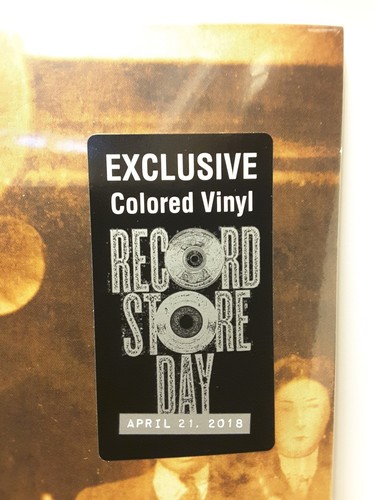 EXCLUSIVE
Colored Vinyl
RECORD
STORE
DAY
APRIL 21, 2018